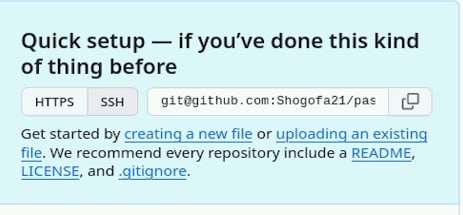 Quick setup — if you’ve done this kind
of thing before
HTTPS SSH git@github.com:Shogofa21/pas
Get started by creating a new file or uploading an existing
file. We recommend every repository include a README,
LICENSE, and .gitignore.